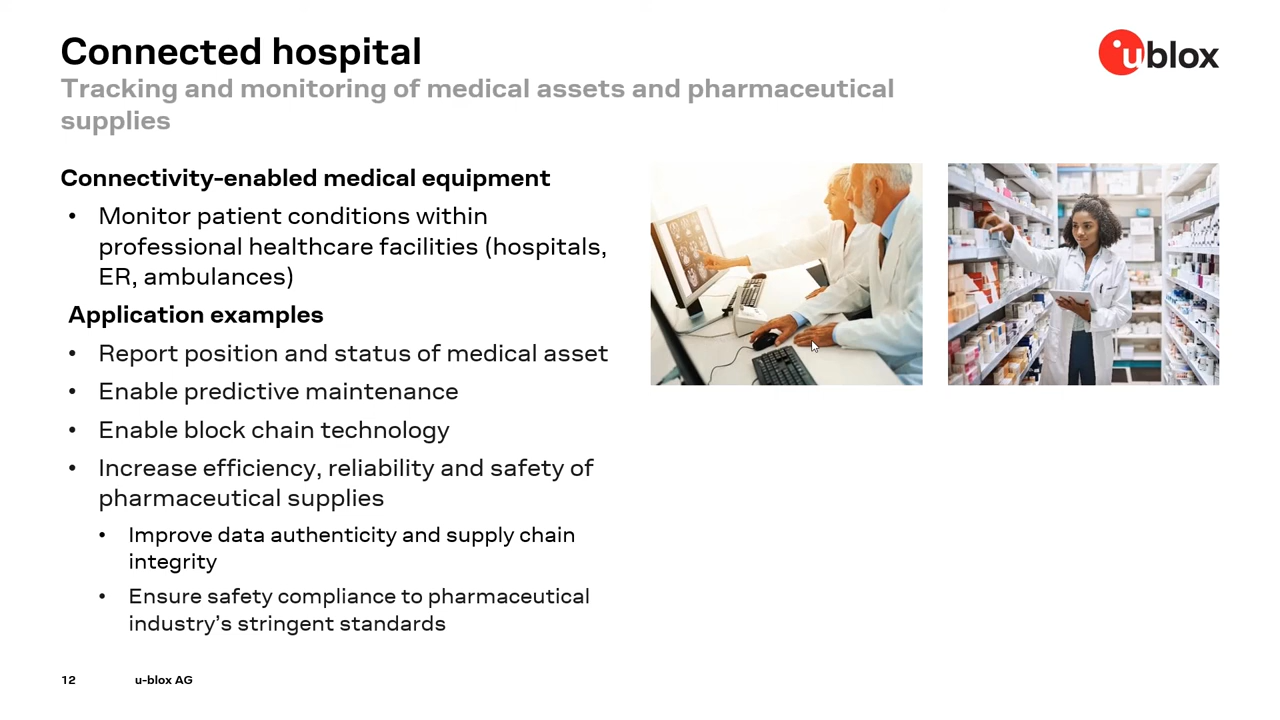 Connected hospital
ublox
Tracking and monitoring of medical assets and pharmaceutical
supplies
Connectivity-enabled medical equipment
• Monitor patient conditions within
professional healthcare facilities (hospitals,
ER, ambulances)
Application examples
• Report position and status of medical asset
• Enable predictive maintenance
• Enable block chain technology
• Increase efficiency, reliability and safety of
pharmaceutical supplies
• Improve data authenticity and supply chain
integrity
• Ensure safety compliance to pharmaceutical
industry's stringent standards
12 u-blox AG